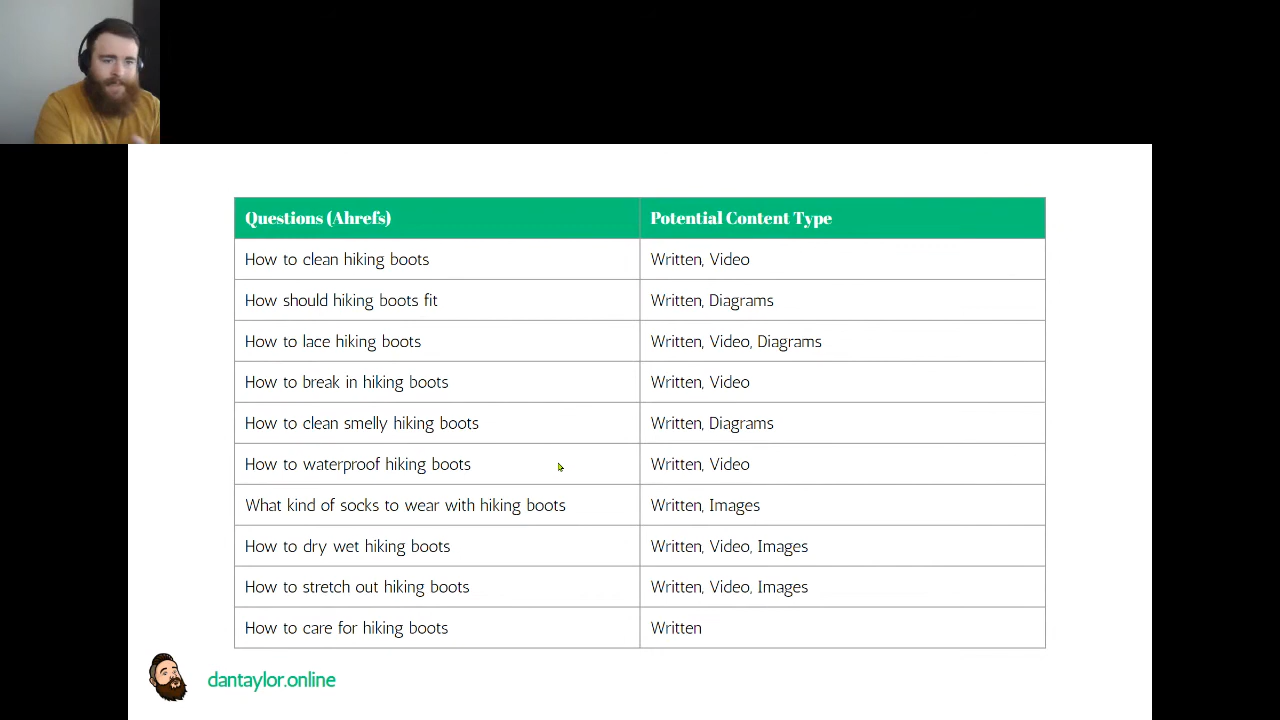 Questions (Ahrefs) Potential Content Type
How to clean hiking boots Written, Video
How should hiking boots fit Written, Diagrams
How to lace hiking boots Written, Video, Diagrams
How to break in hiking boots Written, Video
How to clean smelly hiking boots Written, Diagrams
How to waterproof hiking boots Written, Video
What kind of socks to wear with hiking boots Written, Images
How to dry wet hiking boots Written, Video, Images
How to stretch out hiking boots Written, Video, Images
How to care for hiking boots Written
dantaylor.online